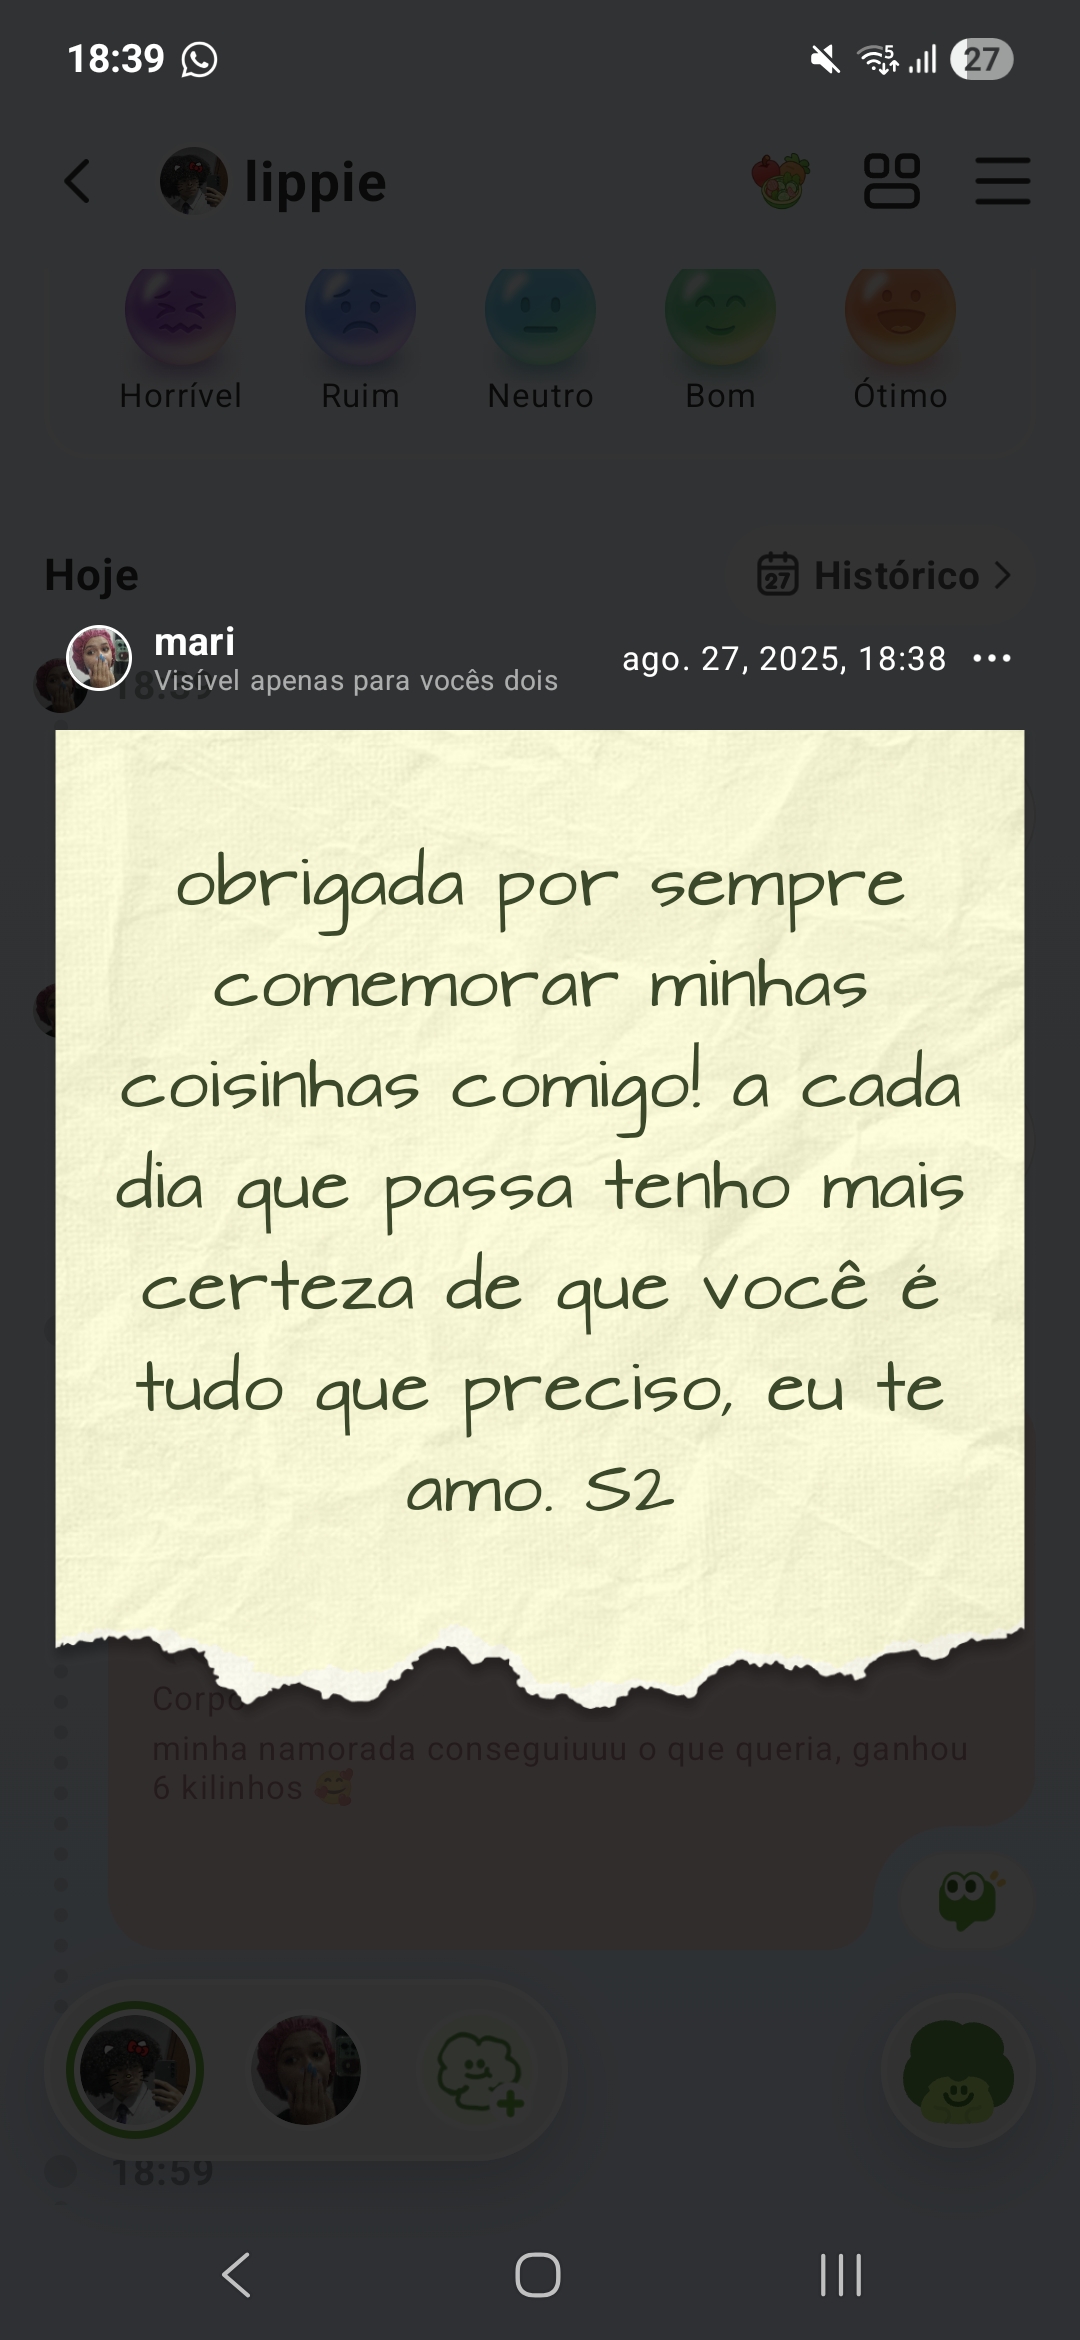 18:39
27
lippie
Horrível Ruim Neutro Bom Ótimo
Hoje
27 Histórico
mari
Visível apenas para vocês dois
ago. 27, 2025, 18:38
obrigada por sempre
comemorar minhas
coisinhas comigo! a cada
dia que passa tenho mais
certeza de que você é
tudo que preciso, eu te
amo. S2
minha namorada conseguiuuu o que queria, ganhou
6 kilinhos 🥰
18:59